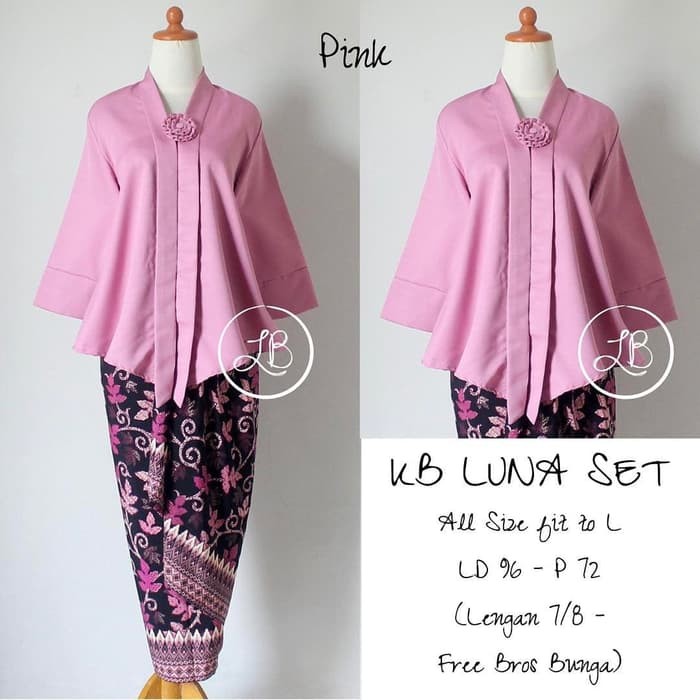 Pink
LB
LB
KB LUNA SET
All Size fit to L
LD 96 - P 72
(Lengan 7/8 -
Free Bros Bunga)